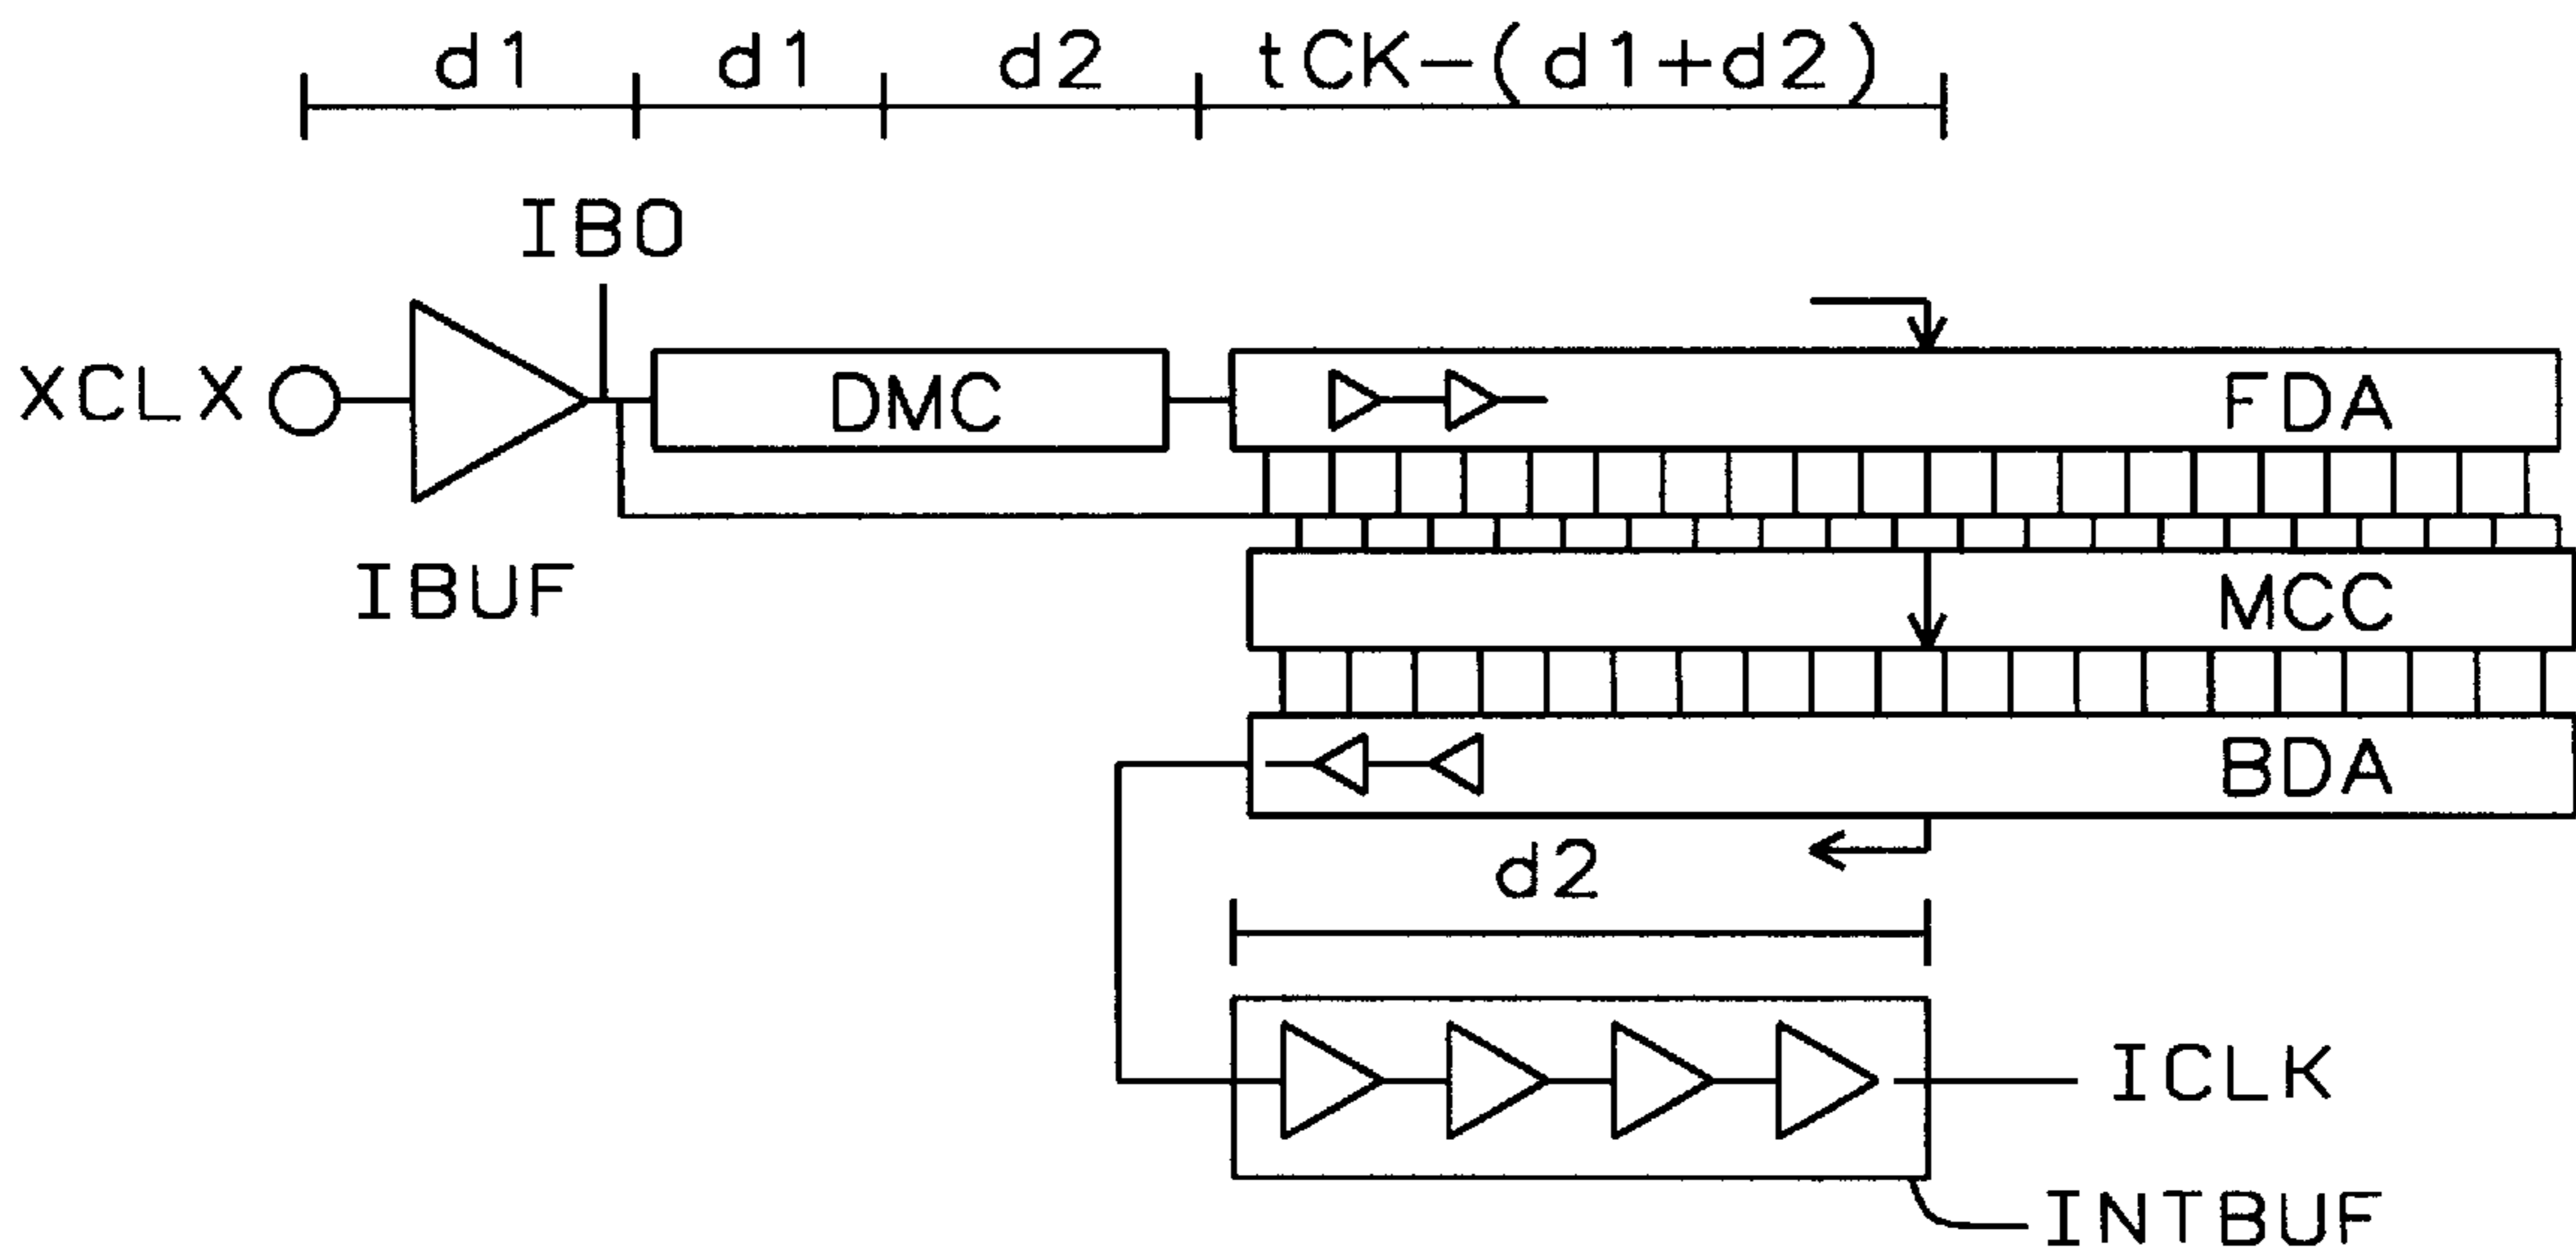 d1 d1 d2 tCK-(d1+d2)
IBO
XCLX DMC FDA
IBUF MCC
BDA
d2
ICLK
INTBUF